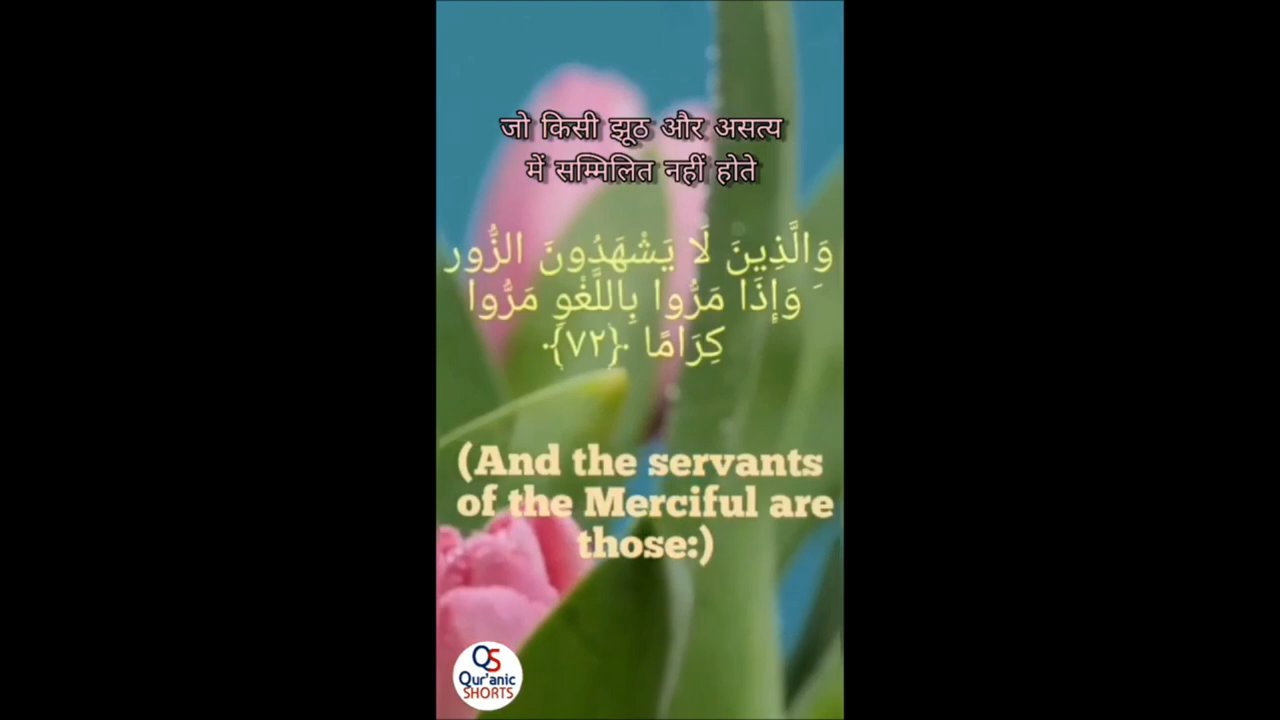 जो किसी झूठ और असत्य
में सम्मिलित नहीं होते
وَالَّذِينَ لَا يَشْهَدُونَ الزُّور
َ وَإِذَا مَرُّوا بِاللَّغْوِ مَرُّوا
كِرَامًا ﴿٧٢﴾
(And the servants
of the Merciful are
those:)
QS
Qur'anic
SHORTS